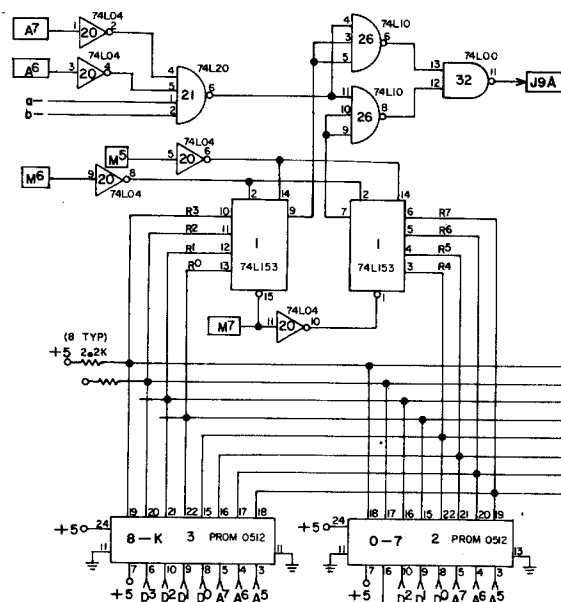 74L04
A7 1 20 2
74L04
A6 3 20 4
74L20
4
5
a 1 21 6
b 2
74L10
4
3 26 6
5
74L10
11
10 26 8
9
74L00
13
32 11 J9A
12
74L04
M5 5 20 6
M6 9 20 8
74L04
2 14
R3 10 9
R2 11
R1 12 1
R0 13 74L153
15
2 14
7 6 R7
5 R6
1 4 R5
74L153 3 R4
1
74L04
M7 11 20 10
(8 TYP)
+5 2.2K
19 20 21 22 15 16 17 18
+5 24
8-K 3 PROM 0512
11 11
7 6 10 9 8 5 4 3
+5 D3 D2 D1 D0 A7 A6 A5
18 17 16 15 22 21 20 19
+5 24
0-7 2 PROM 0512
11 13
7 6 10 9 8 5 4 3
+5 D2 D1 D0 A7 A6 A5